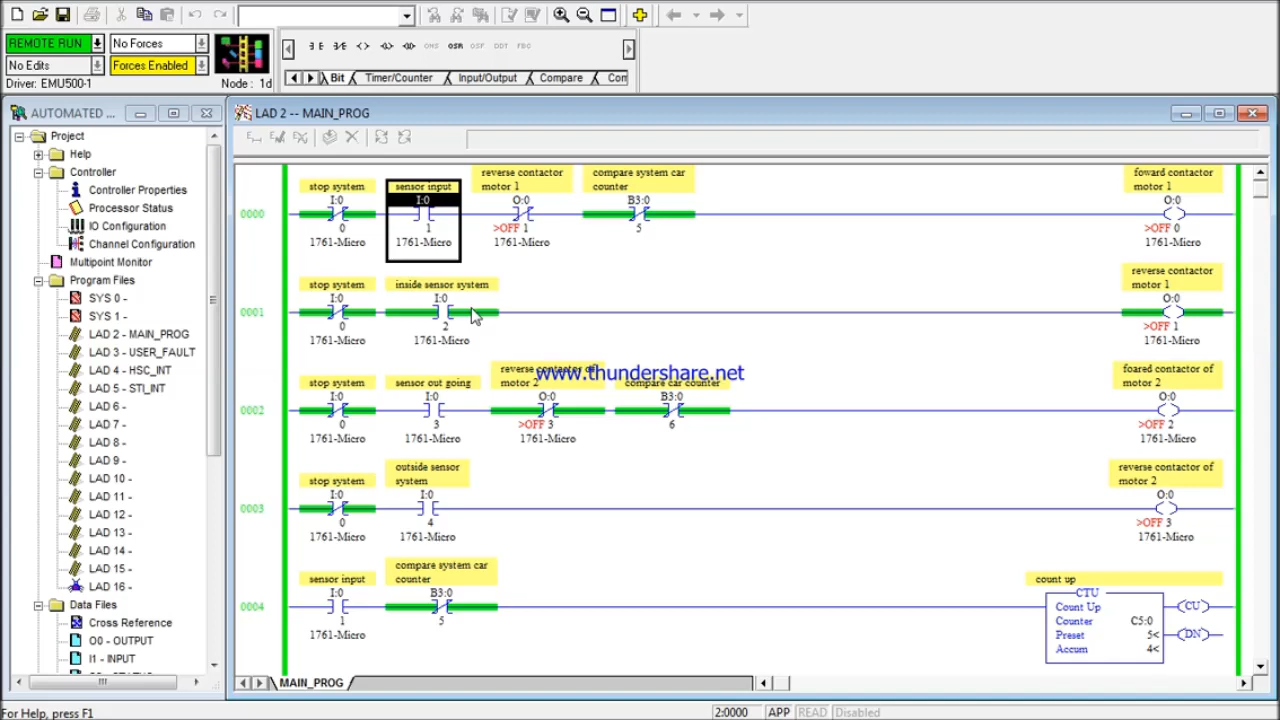 REMOTE RUN
No Forces
No Edits
Forces Enabled
Driver: EMU500-1
Node : 1d
ONS OSR OSF DDT FBC
Bit Timer/Counter Input/Output Compare Con
AUTOMATED ...
Project
Help
Controller
Controller Properties
Processor Status
IO Configuration
Channel Configuration
Multipoint Monitor
Program Files
SYS 0 -
SYS 1 -
LAD 2 - MAIN_PROG
LAD 3 - USER_FAULT
LAD 4 - HSC_INT
LAD 5 - STI_INT
LAD 6 -
LAD 7 -
LAD 8 -
LAD 9 -
LAD 10 -
LAD 11 -
LAD 12 -
LAD 13 -
LAD 14 -
LAD 15 -
LAD 16 -
Data Files
Cross Reference
O0 - OUTPUT
I1 - INPUT
LAD 2 -- MAIN_PROG
reverse contactor compare system car foward contactor
stop system sensor input motor 1 counter motor 1
I:0 I:0 O:0 B3:0 O:0
0000
0 1 >OFF 1 5 >OFF 0
1761-Micro 1761-Micro 1761-Micro 1761-Micro
reverse contactor
stop system inside sensor system motor 1
I:0 I:0 O:0
0001
0 2 >OFF 1
1761-Micro 1761-Micro 1761-Micro
reverse contactor of foared contactor of
www.thundershare.net
stop system sensor out going motor 2 compare car counter motor 2
I:0 I:0 O:0 B3:0 O:0
0002
0 3 >OFF 3 6 >OFF 2
1761-Micro 1761-Micro 1761-Micro 1761-Micro
outside sensor reverse contactor of
stop system system motor 2
I:0 I:0 O:0
0003
0 4 >OFF 3
1761-Micro 1761-Micro 1761-Micro
compare system car
sensor input counter count up
I:0 B3:0 CTU
0004 Count Up CU
1 5 Counter C5:0
1761-Micro Preset 5< DN
Accum 4<
MAIN_PROG
For Help, press F1
2:0000 APP READ Disabled